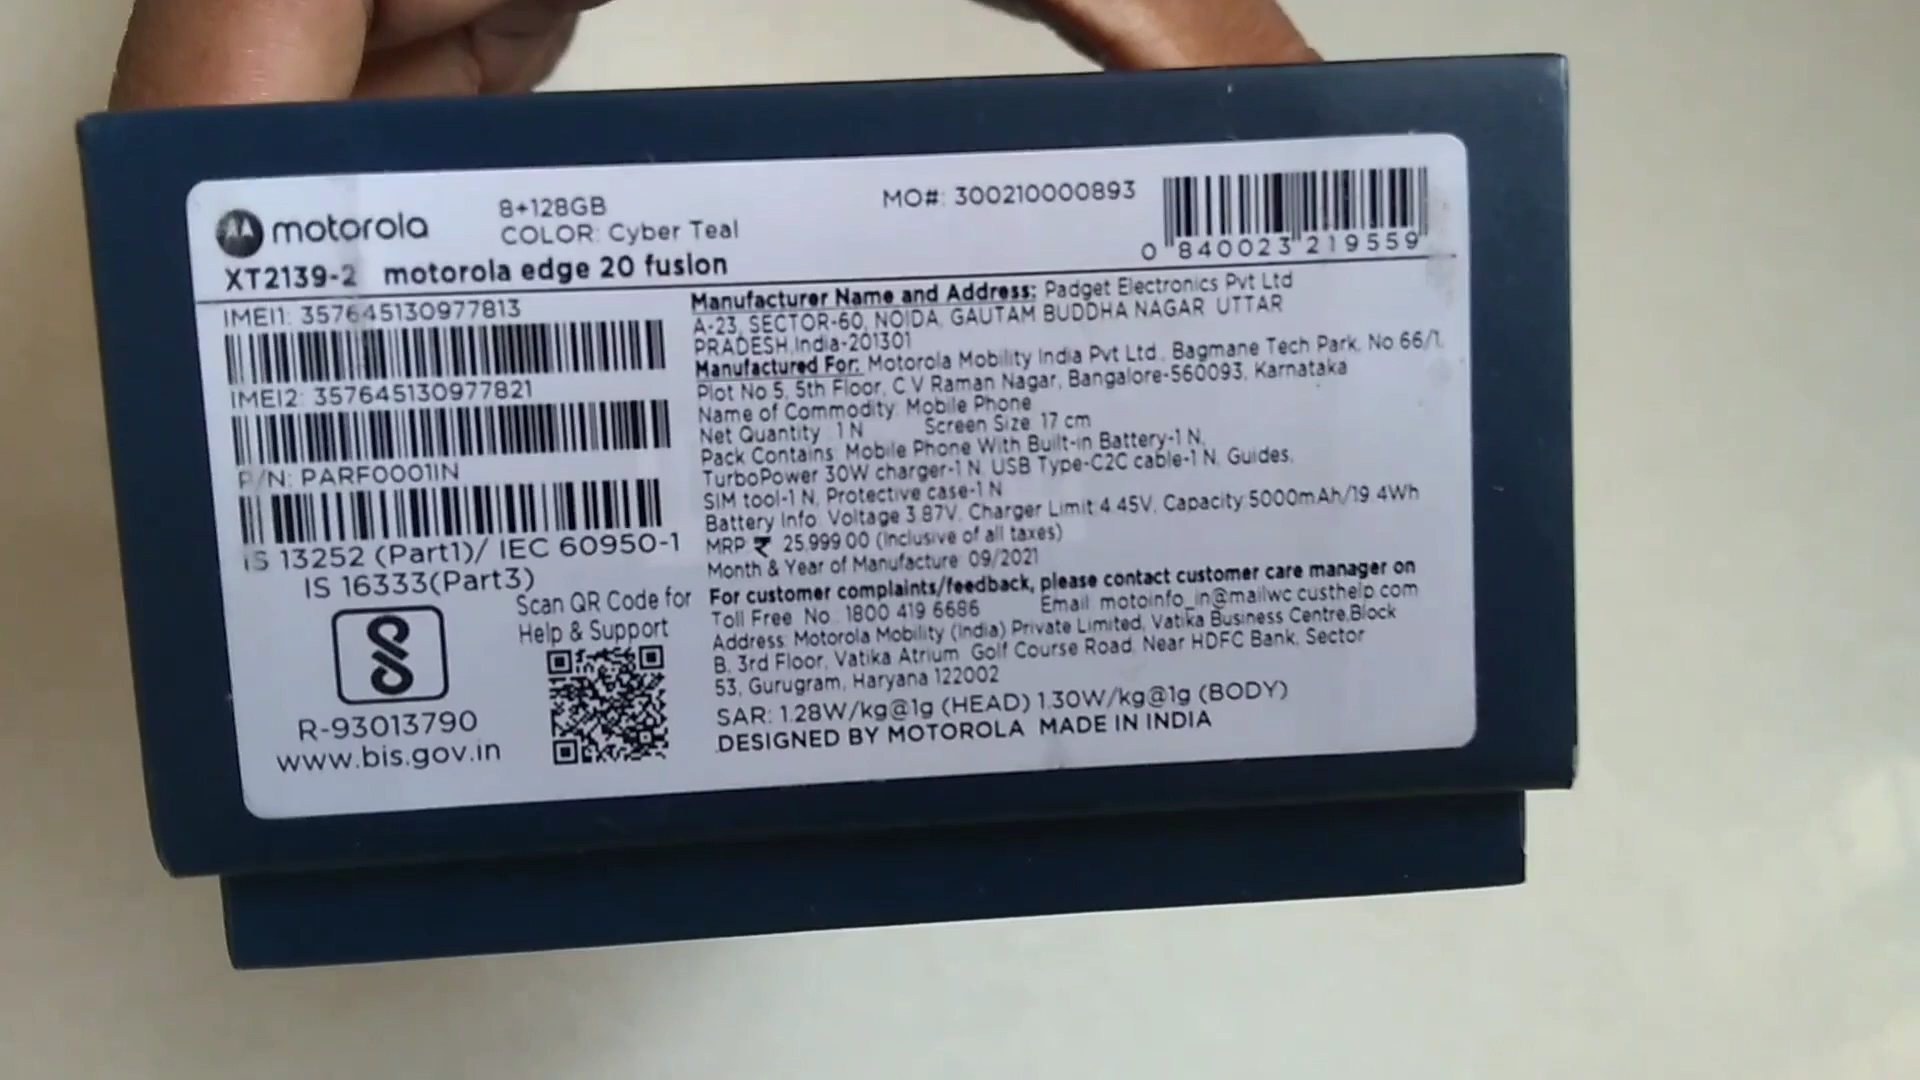 motorola
8+128GB
COLOR: Cyber Teal
MO#: 300210000893
0 840023 219559
XT2139-2 motorola edge 20 fusion
IMEI1: 357645130977813
IMEI2: 357645130977821
P/N: PARF0001IN
IS 13252 (Part1)/ IEC 60950-1
IS 16333(Part3)
R-93013790
www.bis.gov.in
Scan QR Code for
Help & Support
Manufacturer Name and Address: Padget Electronics Pvt Ltd
A-23, SECTOR-60, NOIDA, GAUTAM BUDDHA NAGAR UTTAR
PRADESH,India-201301
Manufactured For: Motorola Mobility India Pvt Ltd., Bagmane Tech Park, No.66/1,
Plot No 5, 5th Floor, C V Raman Nagar, Bangalore-560093, Karnataka
Name of Commodity: Mobile Phone
Net Quantity : 1 N Screen Size: 17 cm
Pack Contains: Mobile Phone With Built-in Battery-1 N,
TurboPower 30W charger-1 N, USB Type-C2C cable-1 N, Guides,
SIM tool-1 N, Protective case-1 N
Battery Info: Voltage 3.87V, Charger Limit:4.45V, Capacity:5000mAh/19.4Wh
MRP ₹ 25,999.00 (Inclusive of all taxes)
Month & Year of Manufacture: 09/2021
For customer complaints/feedback, please contact customer care manager on
Toll Free No.: 1800 419 6686 Email: motoinfo_in@mailwc.custhelp.com
Address: Motorola Mobility (India) Private Limited, Vatika Business Centre,Block
B, 3rd Floor, Vatika Atrium, Golf Course Road, Near HDFC Bank, Sector
53, Gurugram, Haryana 122002
SAR: 1.28W/kg@1g (HEAD) 1.30W/kg@1g (BODY)
DESIGNED BY MOTOROLA MADE IN INDIA